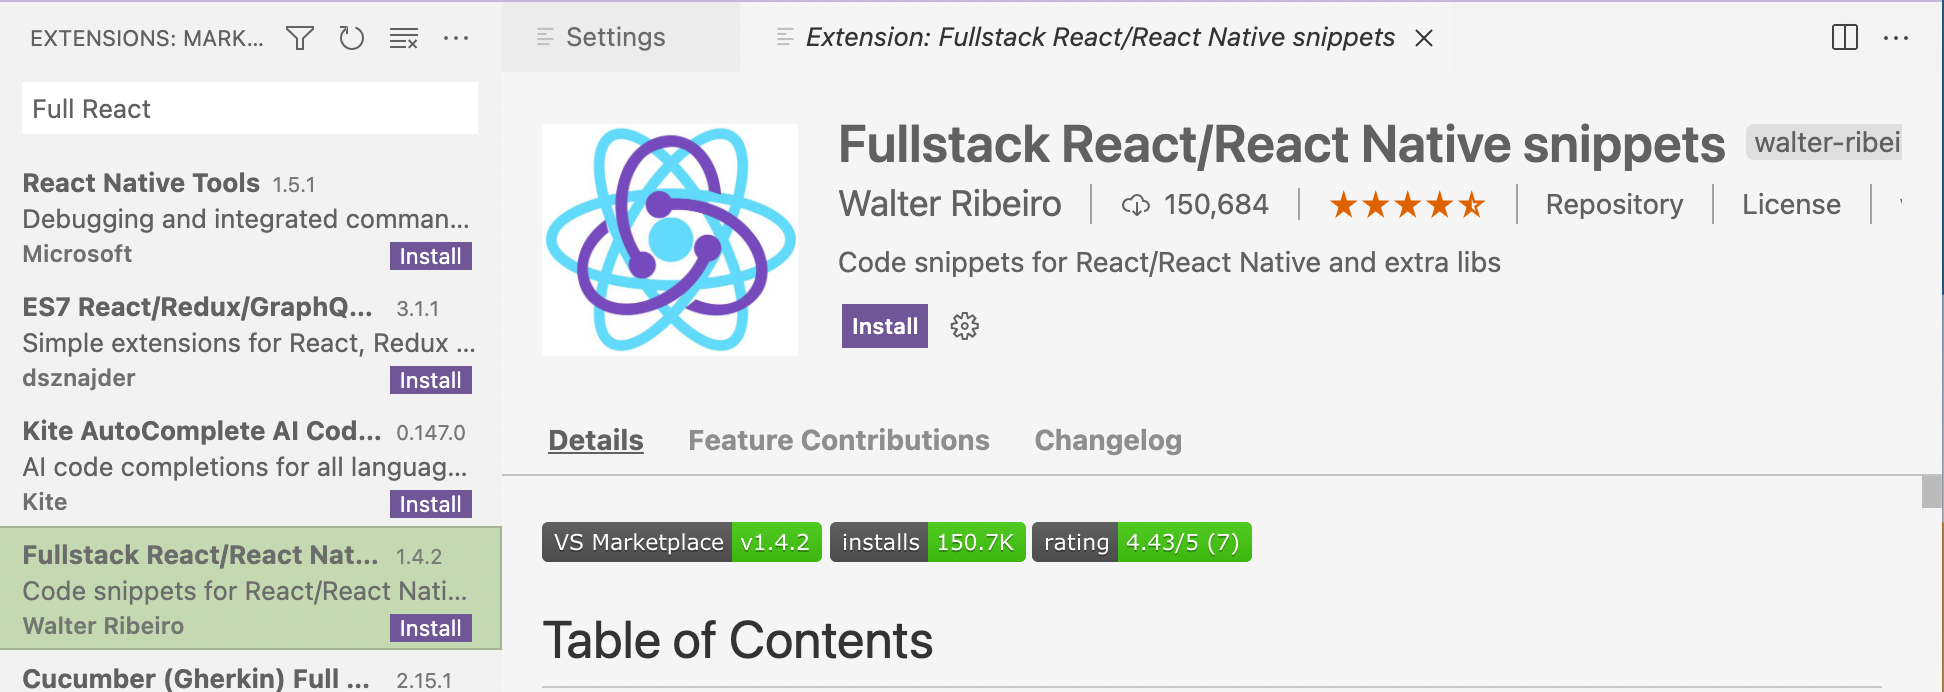 EXTENSIONS: MARK...
Full React
React Native Tools 1.5.1
Debugging and integrated comman...
Microsoft
Install
ES7 React/Redux/GraphQ... 3.1.1
Simple extensions for React, Redux ...
dsznajder
Install
Kite AutoComplete AI Cod... 0.147.0
AI code completions for all languag...
Kite
Install
Fullstack React/React Nat... 1.4.2
Code snippets for React/React Nati...
Walter Ribeiro
Install
Cucumber (Gherkin) Full ... 2.15.1
Settings
Extension: Fullstack React/React Native snippets
Fullstack React/React Native snippets walter-ribei
Walter Ribeiro 150,684 Repository License
Code snippets for React/React Native and extra libs
Install
Details Feature Contributions Changelog
VS Marketplace v1.4.2 installs 150.7K rating 4.43/5 (7)
Table of Contents